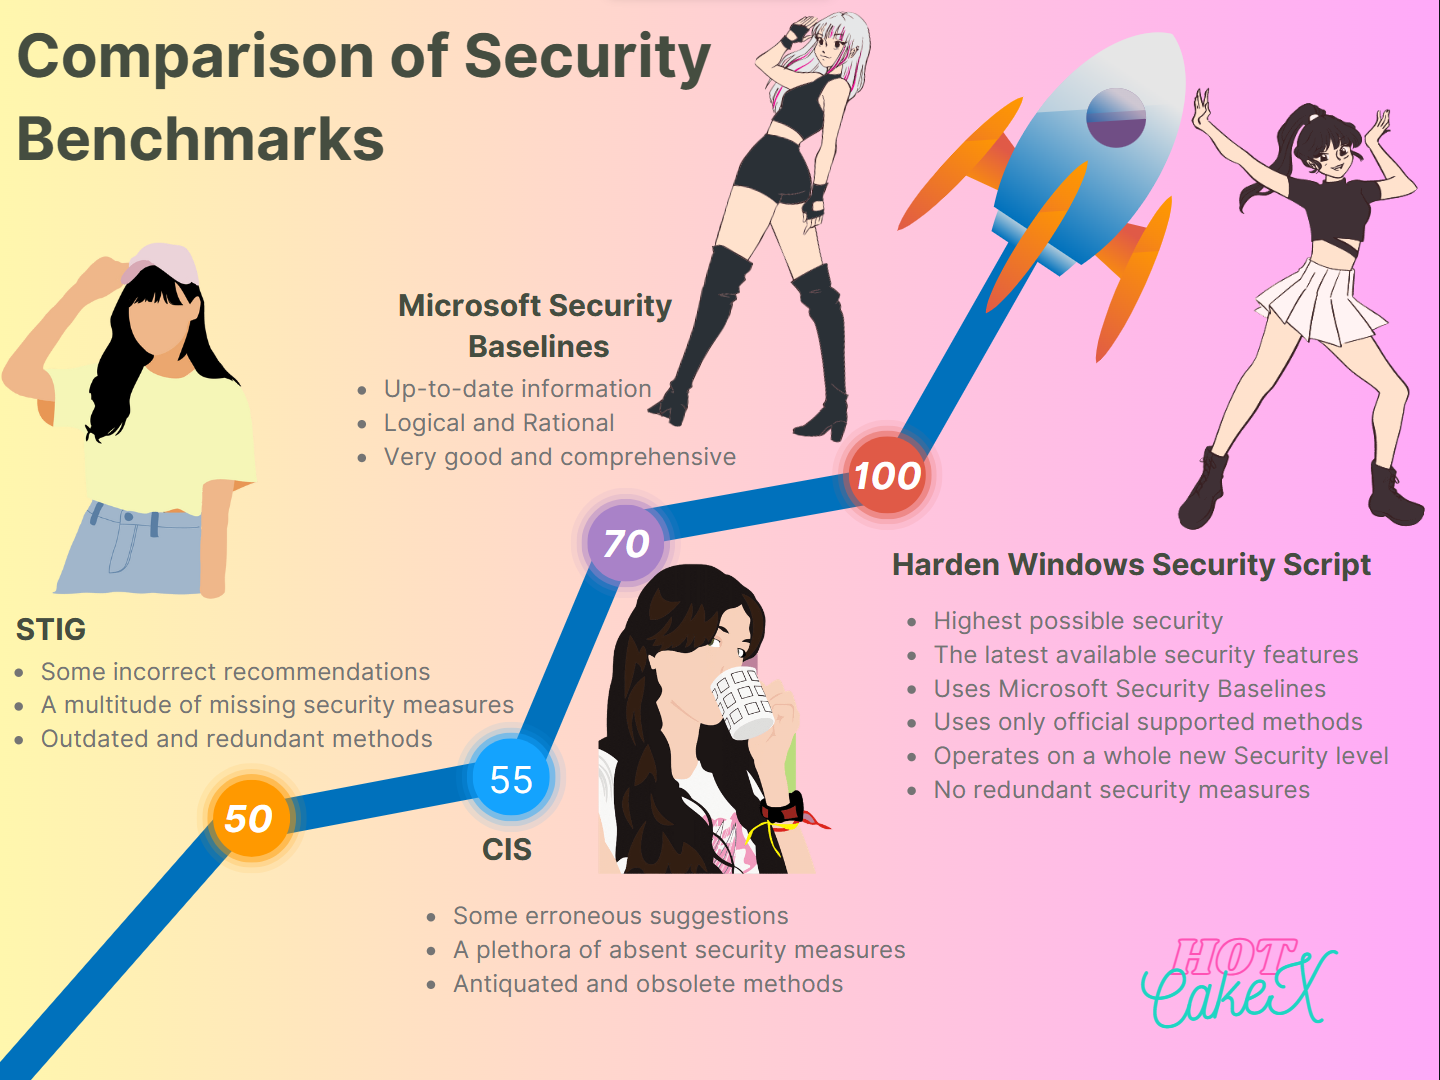 Comparison of Security
Benchmarks
Microsoft Security
Baselines
Up-to-date information
Logical and Rational
Very good and comprehensive
100
70
Harden Windows Security Script
Highest possible security
The latest available security features
Uses Microsoft Security Baselines
Uses only official supported methods
Operates on a whole new Security level
No redundant security measures
STIG
Some incorrect recommendations
A multitude of missing security measures
Outdated and redundant methods
50
55
CIS
Some erroneous suggestions
A plethora of absent security measures
Antiquated and obsolete methods
HOT
CakeX